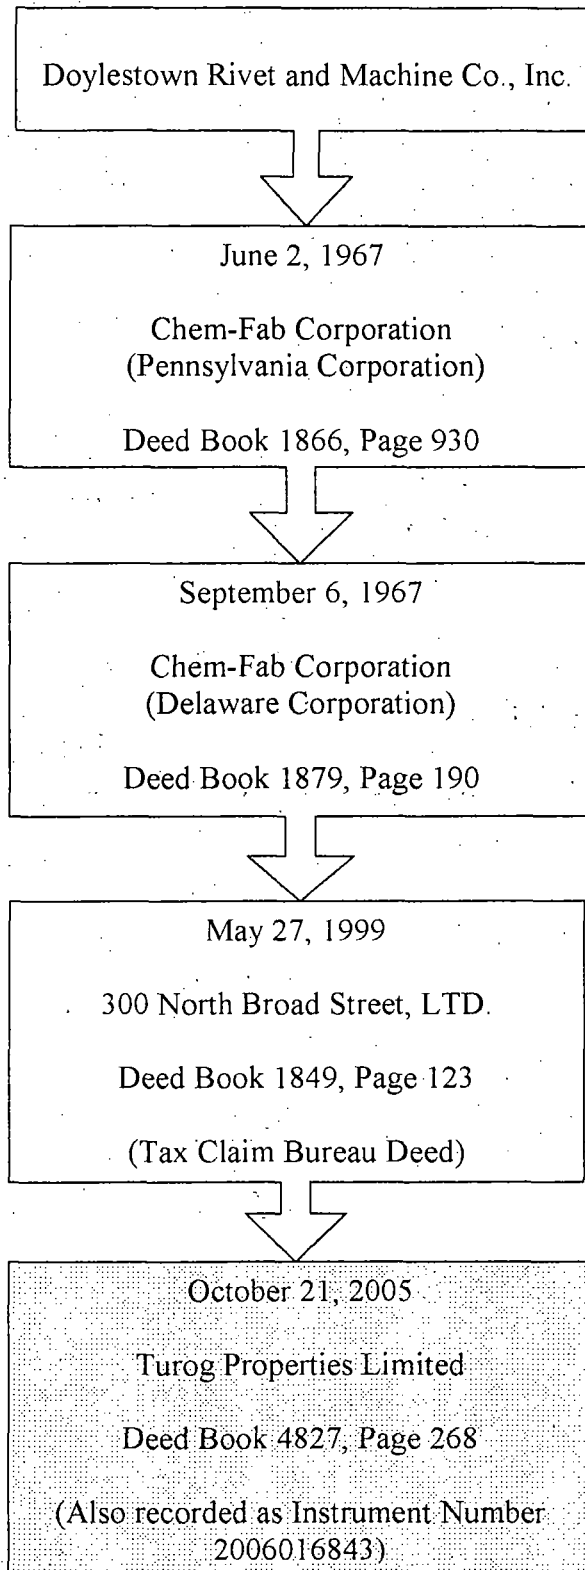 Doylestown Rivet and Machine Co., Inc.
June 2, 1967
Chem-Fab Corporation
(Pennsylvania Corporation)
Deed Book 1866, Page 930
September 6, 1967
Chem-Fab Corporation
(Delaware Corporation)
Deed Book 1879, Page 190
May 27, 1999
300 North Broad Street, LTD.
Deed Book 1849, Page 123
(Tax Claim Bureau Deed)
October 21, 2005
Turog Properties Limited
Deed Book 4827, Page 268
(Also recorded as Instrument Number
2006016843)